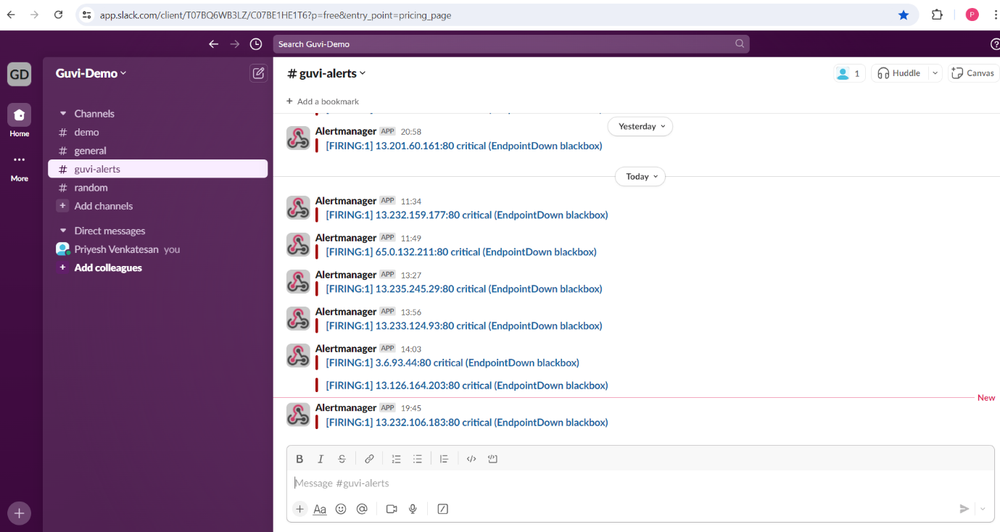 app.slack.com/client/T07BQ6WB3LZ/C07BE1HE1T6?p=free&entry_point=pricing_page
P
Search Guvi-Demo
GD
Guvi-Demo
# guvi-alerts
1
Huddle
Canvas
+ Add a bookmark
Home
More
Channels
# demo
# general
# guvi-alerts
# random
+ Add channels
Direct messages
Priyesh Venkatesan you
+ Add colleagues
Yesterday
Alertmanager APP 20:58
[FIRING:1] 13.201.60.161:80 critical (EndpointDown blackbox)
Today
Alertmanager APP 11:34
[FIRING:1] 13.232.159.177:80 critical (EndpointDown blackbox)
Alertmanager APP 11:49
[FIRING:1] 65.0.132.211:80 critical (EndpointDown blackbox)
Alertmanager APP 13:27
[FIRING:1] 13.235.245.29:80 critical (EndpointDown blackbox)
Alertmanager APP 13:56
[FIRING:1] 13.233.124.93:80 critical (EndpointDown blackbox)
Alertmanager APP 14:03
[FIRING:1] 3.6.93.44:80 critical (EndpointDown blackbox)
[FIRING:1] 13.126.164.203:80 critical (EndpointDown blackbox)
New
Alertmanager APP 19:45
[FIRING:1] 13.232.106.183:80 critical (EndpointDown blackbox)
B I S
Message #guvi-alerts
+ Aa @